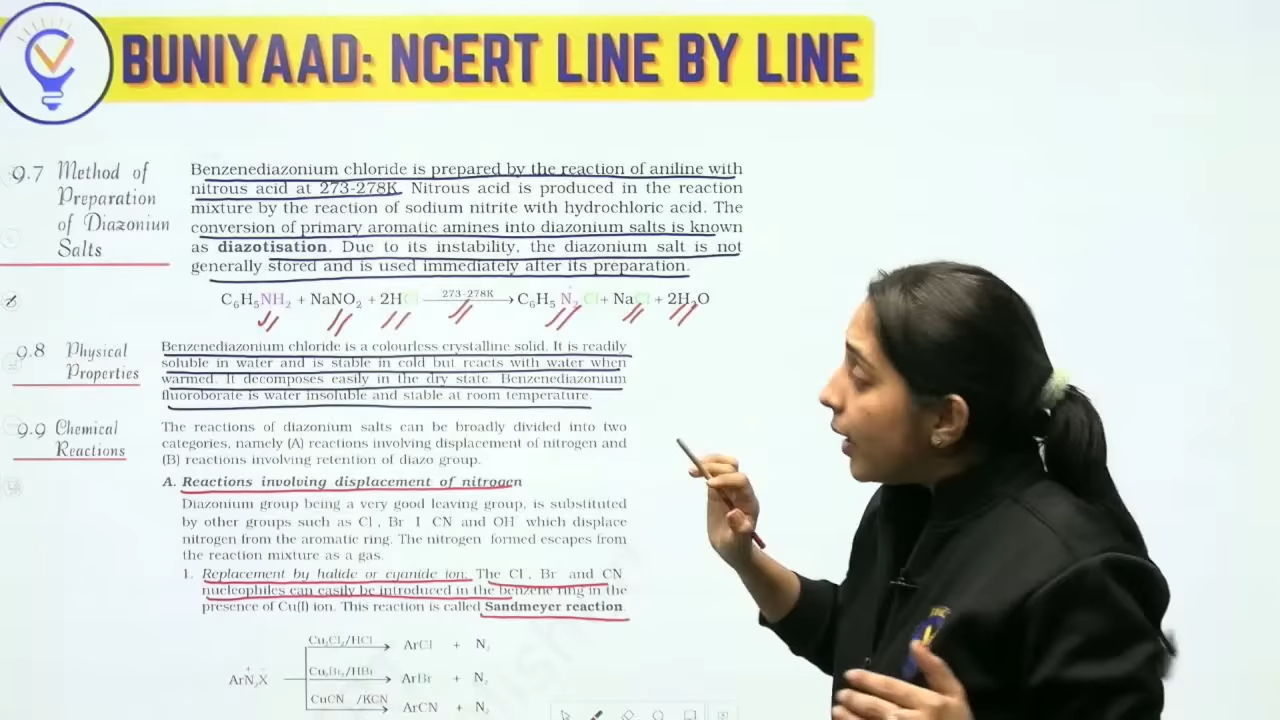 BUNIYAAD: NCERT LINE BY LINE
9.7 Method of Preparation of Diazoniun Salts
Benzenediazonium chloride is prepared by the reaction of aniline with
nitrous acid at 273-278K. Nitrous acid is produced in the reaction
mixture by the reaction of sodium nitrite with hydrochloric acid. The
conversion of primary aromatic amines into diazonium salts is known
as diazotisation. Due to its instability, the diazonium salt is not
generally stored and is used immediately after its preparation.
C₆H₅NH₂ + NaNO₂ + 2HCl 273-278K → C₆H₅N₂Cl + NaCl + 2H₂O
9.8 Physical Properties
Benzenediazonium chloride is a colourless crystalline solid. It is readily
soluble in water and is stable in cold but reacts with water when
warmed. It decomposes easily in the dry state. Benzenediazonium
fluoroborate is water insoluble and stable at room temperature.
9.9 Chemical Reactions
The reactions of diazonium salts can be broadly divided into two
categories, namely (A) reactions involving displacement of nitrogen and
(B) reactions involving retention of diazo group.
A. Reactions involving displacement of nitrogen
Diazonium group being a very good leaving group, is substituted
by other groups such as Cl , Br I CN and OH which displace
nitrogen from the aromatic ring. The nitrogen formed escapes from
the reaction mixture as a gas.
1. Replacement by halide or cyanide ion: The Cl , Br and CN
nucleophiles can easily be introduced in the benzene ring in the
presence of Cu(I) ion. This reaction is called Sandmeyer reaction.
Cu₂Cl₂/HCl → ArCl + N₂
ArN₂X Cu₂Br₂/HBr → ArBr + N₂
CuCN /KCN → ArCN + N₂